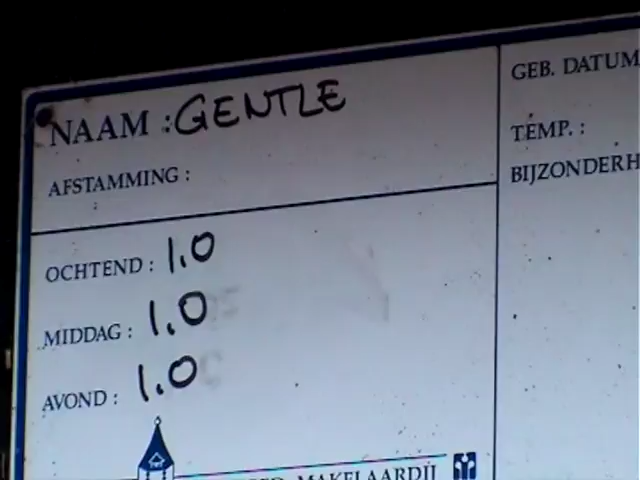 NAAM : GENTLE
AFSTAMMING :
OCHTEND : 1.0
MIDDAG : 1.0
AVOND : 1.0
MAKELAARDIJ
GEB. DATUM
TEMP. :
BIJZONDERH